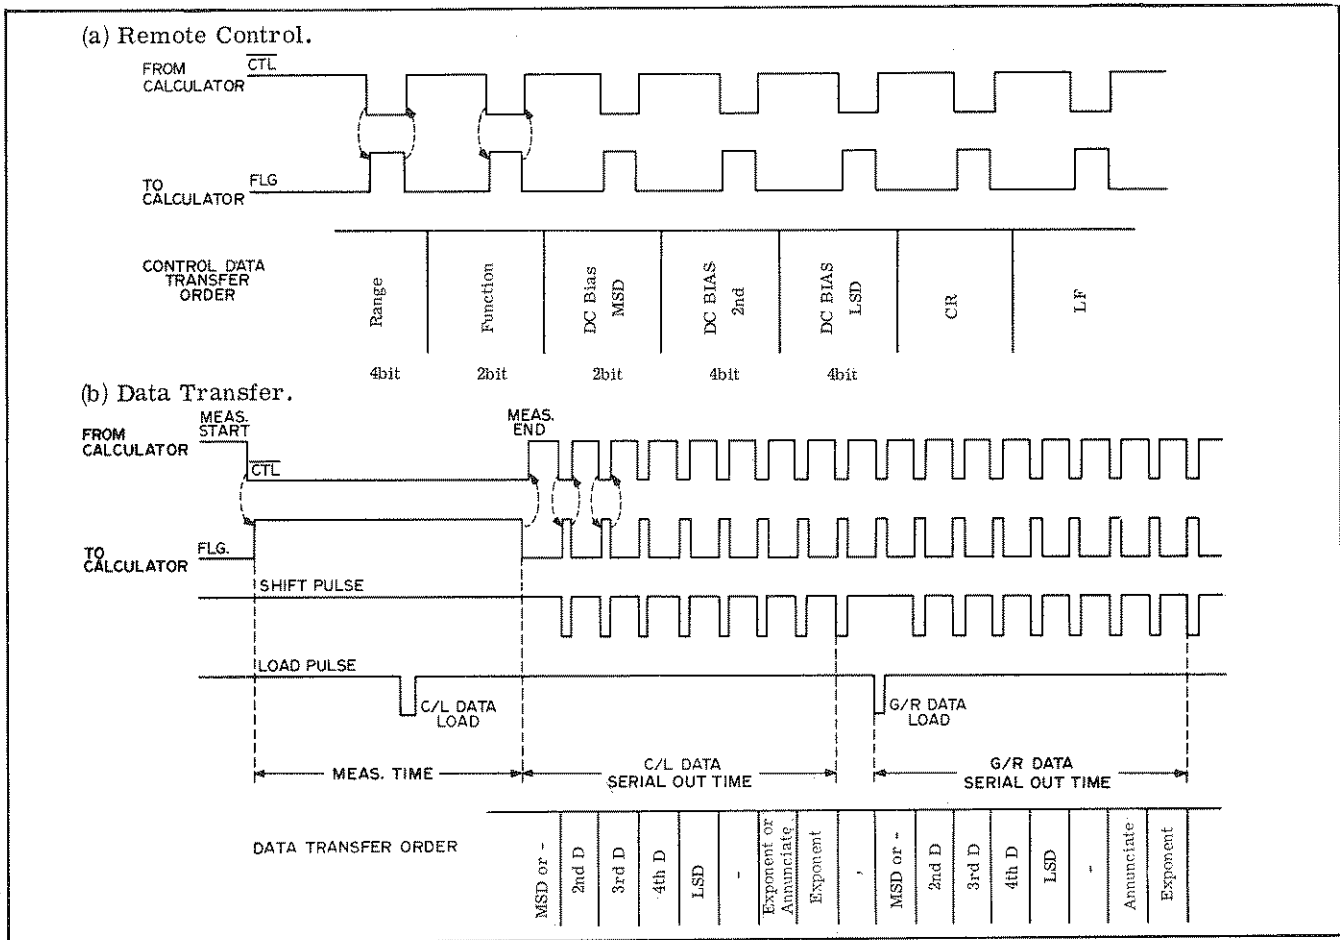 (a) Remote Control.
FROM
CALCULATOR
CTL
TO
CALCULATOR
FLG
CONTROL DATA
TRANSFER
ORDER
Range
Function
DC Bias
MSD
DC BIAS
2nd
DC BIAS
LSD
CR
LF
4bit
2bit
2bit
4bit
4bit
(b) Data Transfer.
MEAS.
START
MEAS.
END
FROM
CALCULATOR
CTL
TO
CALCULATOR
FLG.
SHIFT PULSE
LOAD PULSE
C/L DATA
LOAD
G/R DATA
LOAD
MEAS. TIME
C/L DATA
SERIAL OUT TIME
G/R DATA
SERIAL OUT TIME
DATA TRANSFER ORDER
MSD or -
2nd D
3rd D
4th D
LSD
-
Exponent or
Annunciate
Exponent
,
MSD or -
2nd D
3rd D
4th D
LSD
-
Annunciate
Exponent